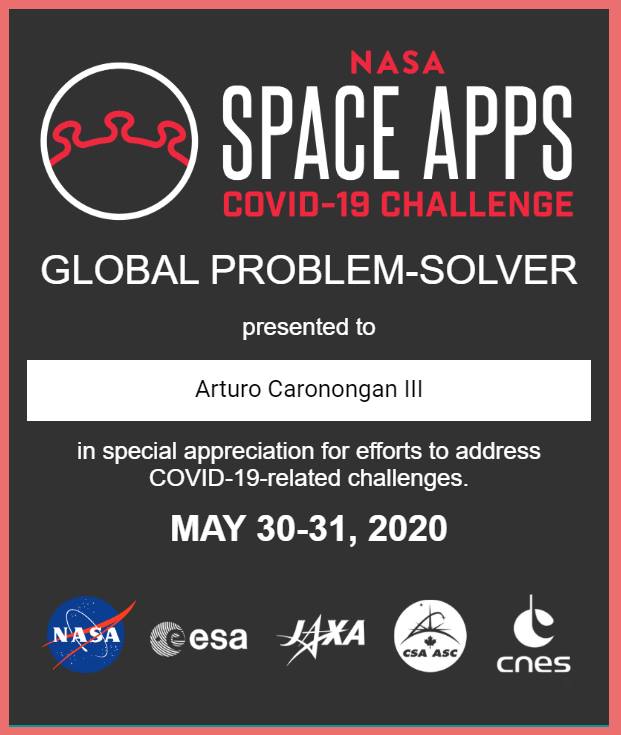 NASA
SPACE APPS
COVID-19 CHALLENGE
GLOBAL PROBLEM-SOLVER
presented to
Arturo Caronongan III
in special appreciation for efforts to address
COVID-19-related challenges.
MAY 30-31, 2020
NASA esa JAXA CSA ASC cnes